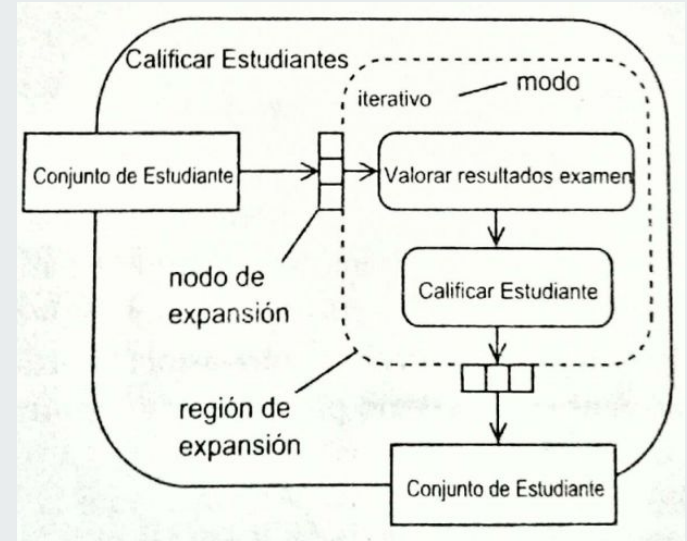 Calificar Estudiantes
modo
iterativo
Conjunto de Estudiante
Valorar resultados examen
nodo de
expansión
Calificar Estudiante
región de
expansión
Conjunto de Estudiante